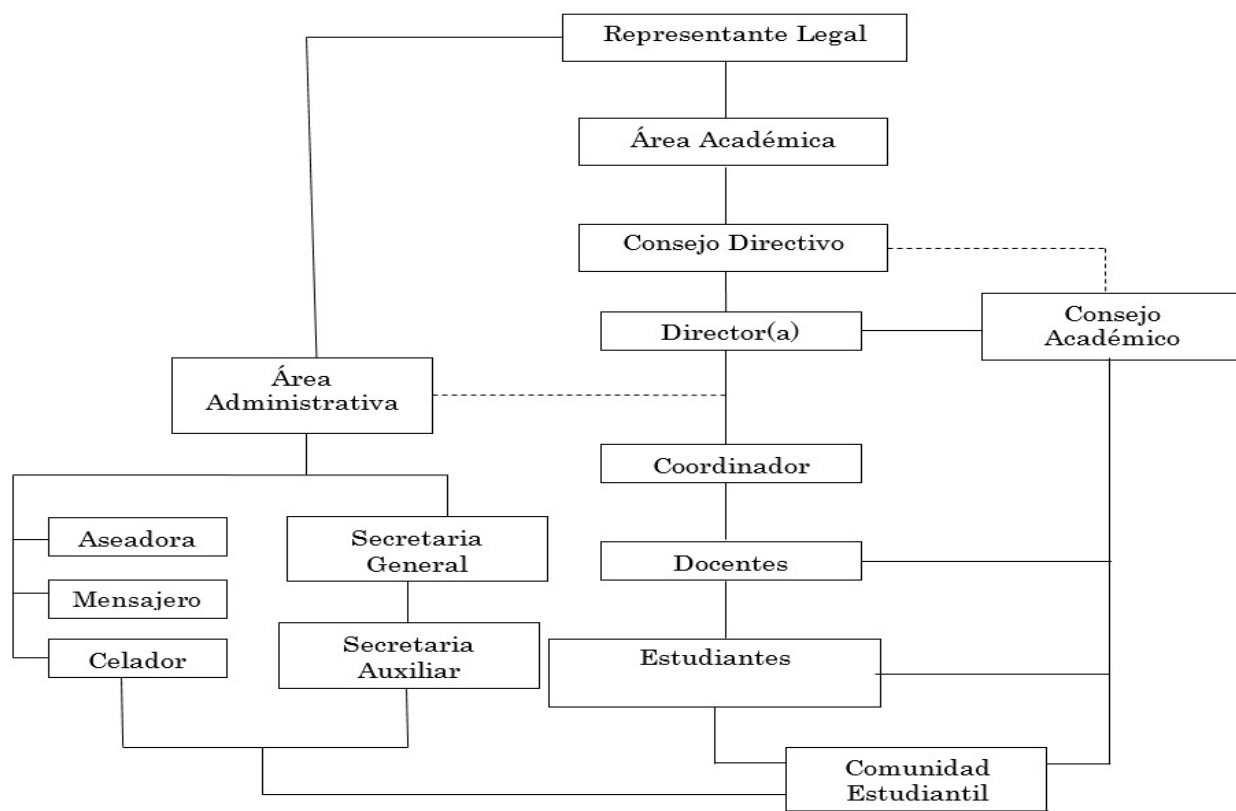 Representante Legal
Área Académica
Consejo Directivo
Consejo
Académico
Director(a)
Área
Administrativa
Coordinador
Aseadora
Secretaria
General
Docentes
Mensajero
Celador
Secretaria
Auxiliar
Estudiantes
Comunidad
Estudiantil